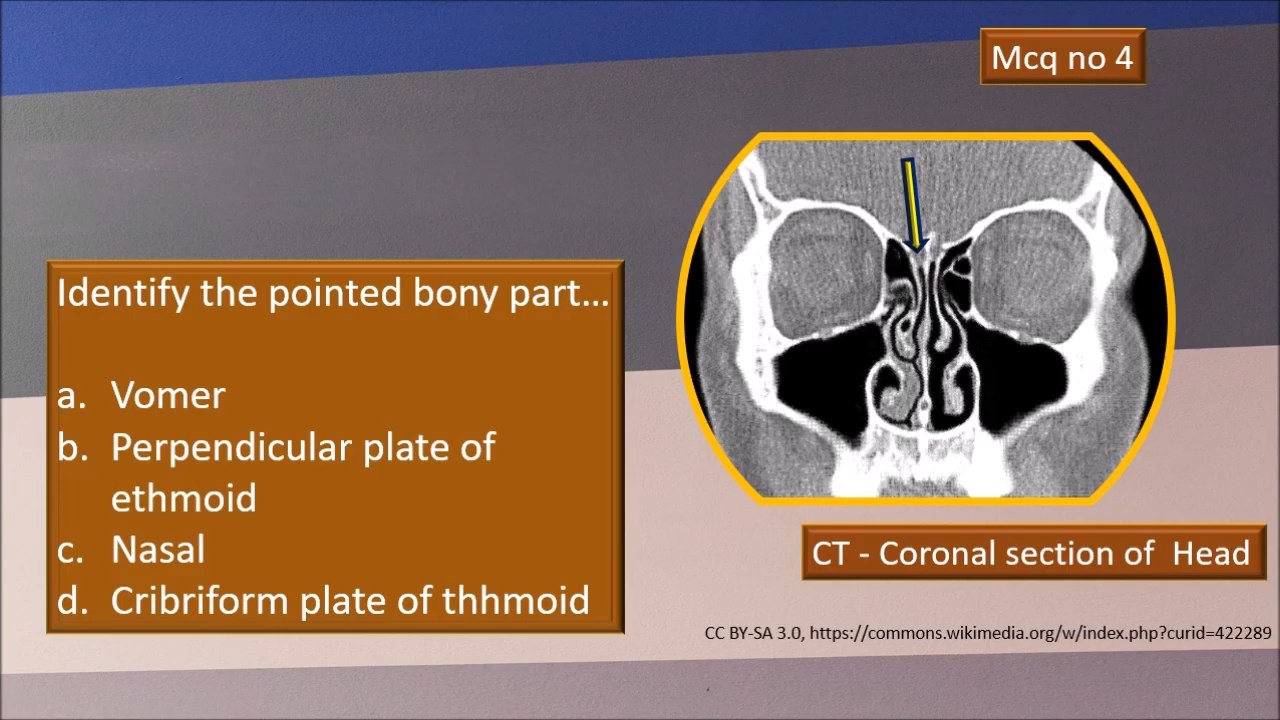 Mcq no 4
Identify the pointed bony part...
a. Vomer
b. Perpendicular plate of
ethmoid
c. Nasal
d. Cribriform plate of thhmoid
CT - Coronal section of Head
CC BY-SA 3.0, https://commons.wikimedia.org/w/index.php?curid=422289